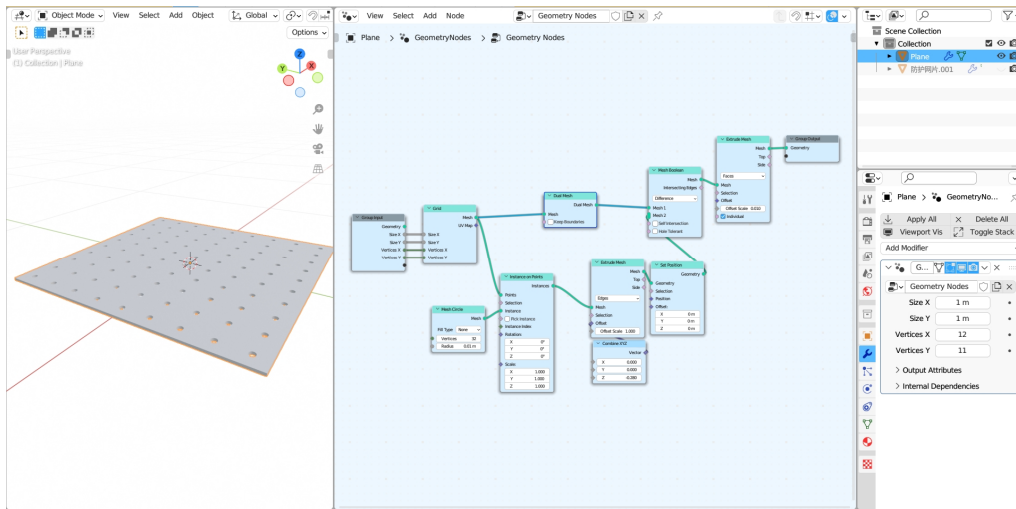 Object Mode
View
Select
Add
Object
Global
Options
User Perspective
(1) Collection | Plane
Z
Y
X
View
Select
Add
Node
Geometry Nodes
Plane > GeometryNodes > Geometry Nodes
Group Input
Geometry
Size X
Size Y
Vertices X
Vertices Y
Grid
Mesh
UV Map
Size X
Size Y
Vertices X
Vertices Y
Mesh Circle
Mesh
Fill Type None
Vertices 32
Radius 0.01 m
Instance on Points
Instances
Points
Selection
Instance
Pick Instance
Instance Index
Rotation:
X 0°
Y 0°
Z 0°
Scale:
X 1.000
Y 1.000
Z 1.000
Dual Mesh
Dual Mesh
Mesh
Keep Boundaries
Extrude Mesh
Mesh
Top
Side
Edges
Mesh
Selection
Offset
Offset Scale 1.000
Combine XYZ
Vector
X 0.000
Y 0.000
Z -0.200
Mesh Boolean
Mesh
Intersecting Edges
Difference
Mesh 1
Mesh 2
Self Intersection
Hole Tolerant
Set Position
Geometry
Geometry
Selection
Position
Offset:
X 0 m
Y 0 m
Z 0 m
Extrude Mesh
Mesh
Top
Side
Faces
Mesh
Selection
Offset
Offset Scale 0.010
Individual
Group Output
Geometry
Scene Collection
Collection
Plane
防护网片.001
Plane > GeometryNo...
Apply All
Delete All
Viewport Vis
Toggle Stack
Add Modifier
G...
Geometry Nodes
Size X 1 m
Size Y 1 m
Vertices X 12
Vertices Y 11
> Output Attributes
> Internal Dependencies